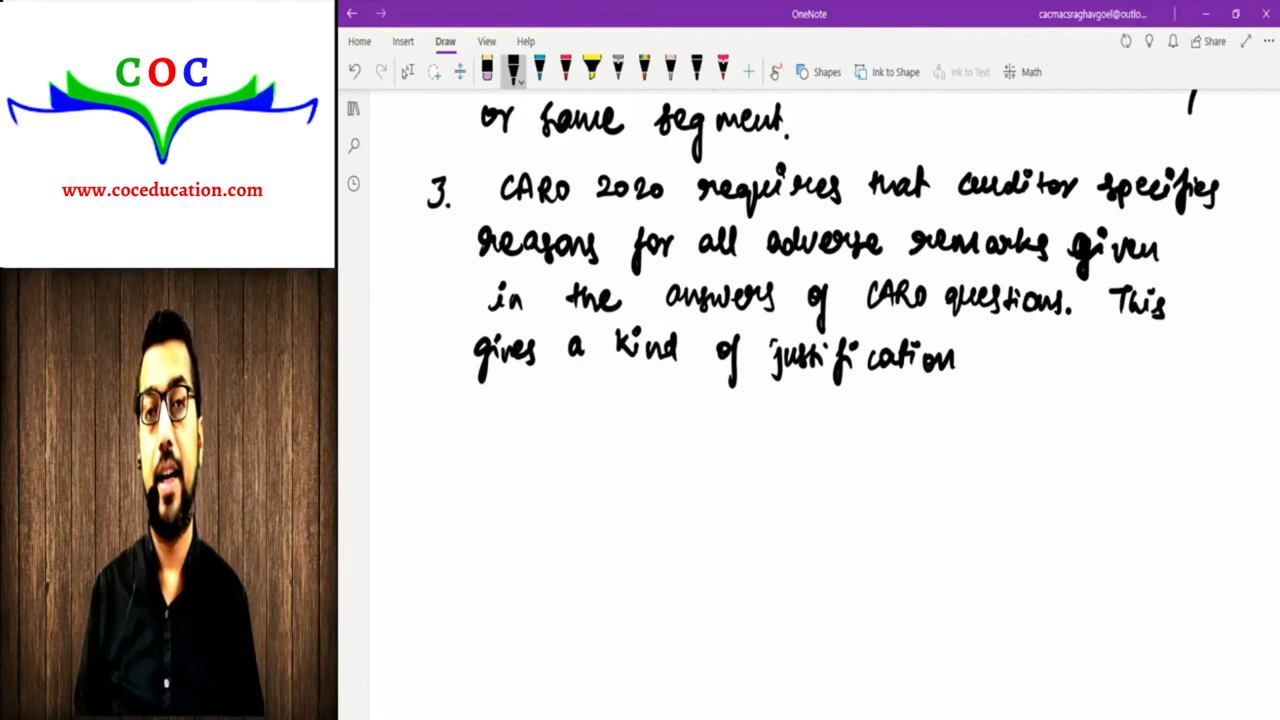 COC
www.coceducation.com
OneNote
cacmacsraghavgoel@outlo...
Home Insert Draw View Help
Share
Shapes Ink to Shape Ink to Text Math
or same segment.
3. CARO 2020 requires that auditor specifies
reasons for all adverse remarks given
in the answers of CARO questions. This
gives a kind of justification